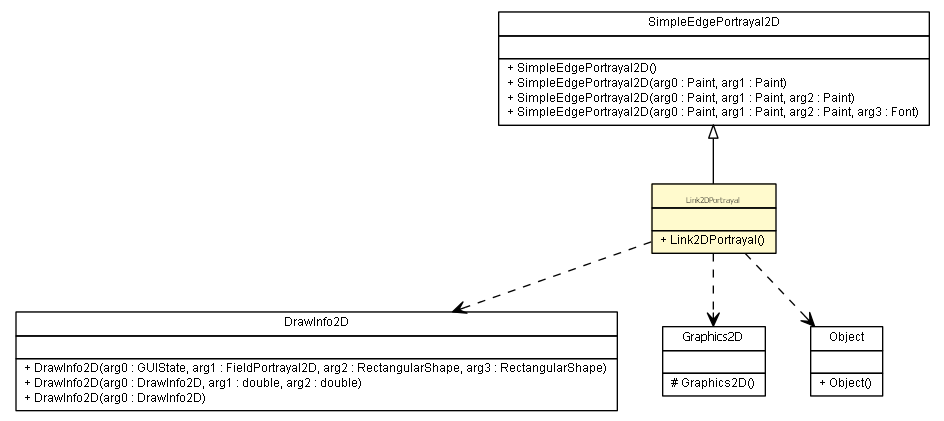 SimpleEdgePortrayal2D
+ SimpleEdgePortrayal2D()
+ SimpleEdgePortrayal2D(arg0 : Paint, arg1 : Paint)
+ SimpleEdgePortrayal2D(arg0 : Paint, arg1 : Paint, arg2 : Paint)
+ SimpleEdgePortrayal2D(arg0 : Paint, arg1 : Paint, arg2 : Paint, arg3 : Font)
Link2DPortrayal
+ Link2DPortrayal()
DrawInfo2D
+ DrawInfo2D(arg0 : GUIState, arg1 : FieldPortrayal2D, arg2 : RectangularShape, arg3 : RectangularShape)
+ DrawInfo2D(arg0 : DrawInfo2D, arg1 : double, arg2 : double)
+ DrawInfo2D(arg0 : DrawInfo2D)
Graphics2D
# Graphics2D()
Object
+ Object()